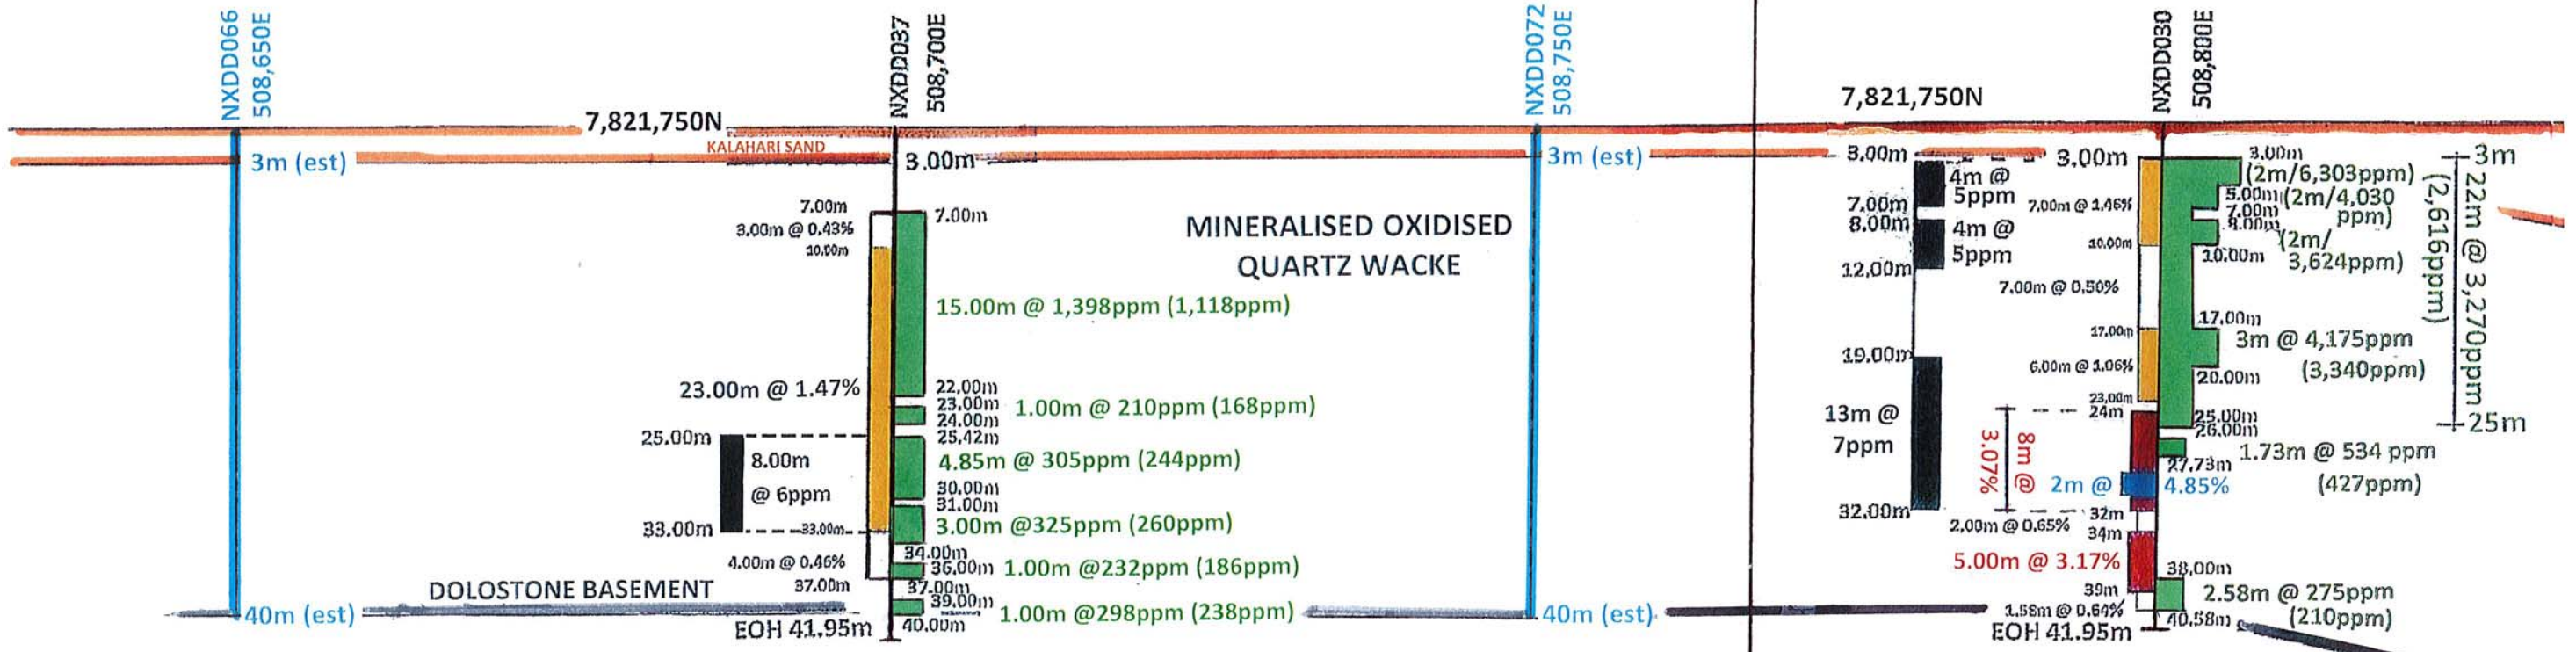 NXDD066
508,650E
7,821,750N
KALAHARI SAND
3m (est)
40m (est)
DOLOSTONE BASEMENT
NXDD037
508,700E
3.00m
7.00m
3.00m @ 0.43%
10.00m
23.00m @ 1.47%
25.00m
8.00m
@ 6ppm
33.00m
33.00m
4.00m @ 0.46%
37.00m
EOH 41.95m
7.00m
15.00m @ 1,398ppm (1,118ppm)
22.00m
23.00m
1.00m @ 210ppm (168ppm)
24.00m
25.42m
4.85m @ 305ppm (244ppm)
30.00m
31.00m
3.00m @325ppm (260ppm)
34.00m
36.00m
1.00m @232ppm (186ppm)
37.00m
39.00m
1.00m @298ppm (238ppm)
40.00m
MINERALISED OXIDISED
QUARTZ WACKE
NXDD072
508,750E
3m (est)
40m (est)
7,821,750N
3.00m
4m @
5ppm
7.00m
8.00m
4m @
5ppm
12.00m
19.00m
13m @
7ppm
32.00m
NXDD030
508,800E
3.00m
7.00m @ 1.46%
10.00m
7.00m @ 0.50%
17.00m
6.00m @ 1.06%
23.00m
24m
8m @
3.07%
2m @
4.85%
32m
2.00m @ 0.65%
34m
5.00m @ 3.17%
39m
1.58m @ 0.64%
EOH 41.95m
3.00m
(2m/6,303ppm)
5.00m
(2m/4,030
ppm)
7.00m
8.00m
(2m/
3,624ppm)
10.00m
17.00m
3m @ 4,175ppm
(3,340ppm)
20.00m
25.00m
26.00m
1.73m @ 534 ppm
(427ppm)
27.73m
38.00m
2.58m @ 275ppm
(210ppm)
40.58m
3m
22m @ 3,270ppm
(2,616ppm)
25m